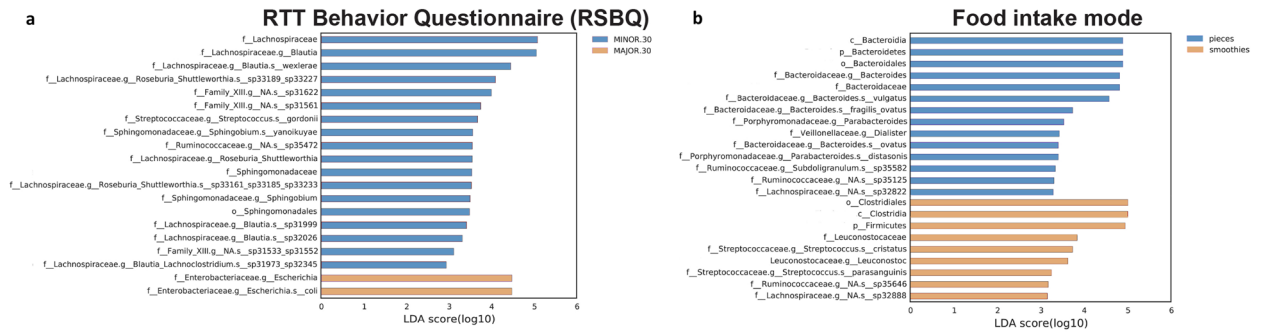 a
RTT Behavior Questionnaire (RSBQ)
f__Lachnospiraceae
f__Lachnospiraceae.g__Blautia
f__Lachnospiraceae.g__Blautia.s__wexlerae
f__Lachnospiraceae.g__Roseburia_Shuttleworthia.s__sp33189_sp33227
f__Family_XIII.g__NA.s__sp31622
f__Family_XIII.g__NA.s__sp31561
f__Streptococcaceae.g__Streptococcus.s__gordonii
f__Sphingomonadaceae.g__Sphingobium.s__yanoikuyae
f__Ruminococcaceae.g__NA.s__sp35472
f__Lachnospiraceae.g__Roseburia_Shuttleworthia
f__Sphingomonadaceae
f__Lachnospiraceae.g__Roseburia_Shuttleworthia.s__sp33161_sp33185_sp33233
f__Sphingomonadaceae.g__Sphingobium
o__Sphingomonadales
f__Lachnospiraceae.g__Blautia.s__sp31999
f__Lachnospiraceae.g__Blautia.s__sp32026
f__Family_XIII.g__NA.s__sp31533_sp31552
f__Lachnospiraceae.g__Blautia_Lachnoclostridium.s__sp31973_sp32345
f__Enterobacteriaceae.g__Escherichia
f__Enterobacteriaceae.g__Escherichia.s__coli
0 1 2 3 4 5 6
LDA score(log10)
MINOR.30
MAJOR.30
b
Food intake mode
c__Bacteroidia
p__Bacteroidetes
o__Bacteroidales
f__Bacteroidaceae.g__Bacteroides
f__Bacteroidaceae
f__Bacteroidaceae.g__Bacteroides.s__vulgatus
f__Bacteroidaceae.g__Bacteroides.s__fragilis_ovatus
f__Porphyromonadaceae.g__Parabacteroides
f__Veillonellaceae.g__Dialister
f__Bacteroidaceae.g__Bacteroides.s__ovatus
f__Porphyromonadaceae.g__Parabacteroides.s__distasonis
f__Ruminococcaceae.g__Subdoligranulum.s__sp35582
f__Ruminococcaceae.g__NA.s__sp35125
f__Lachnospiraceae.g__NA.s__sp32822
o__Clostridiales
c__Clostridia
p__Firmicutes
f__Leuconostocaceae
f__Streptococcaceae.g__Streptococcus.s__cristatus
Leuconostocaceae.g__Leuconostoc
f__Streptococcaceae.g__Streptococcus.s__parasanguinis
f__Ruminococcaceae.g__NA.s__sp35646
f__Lachnospiraceae.g__NA.s__sp32888
0 1 2 3 4 5 6
LDA score(log10)
pieces
smoothies